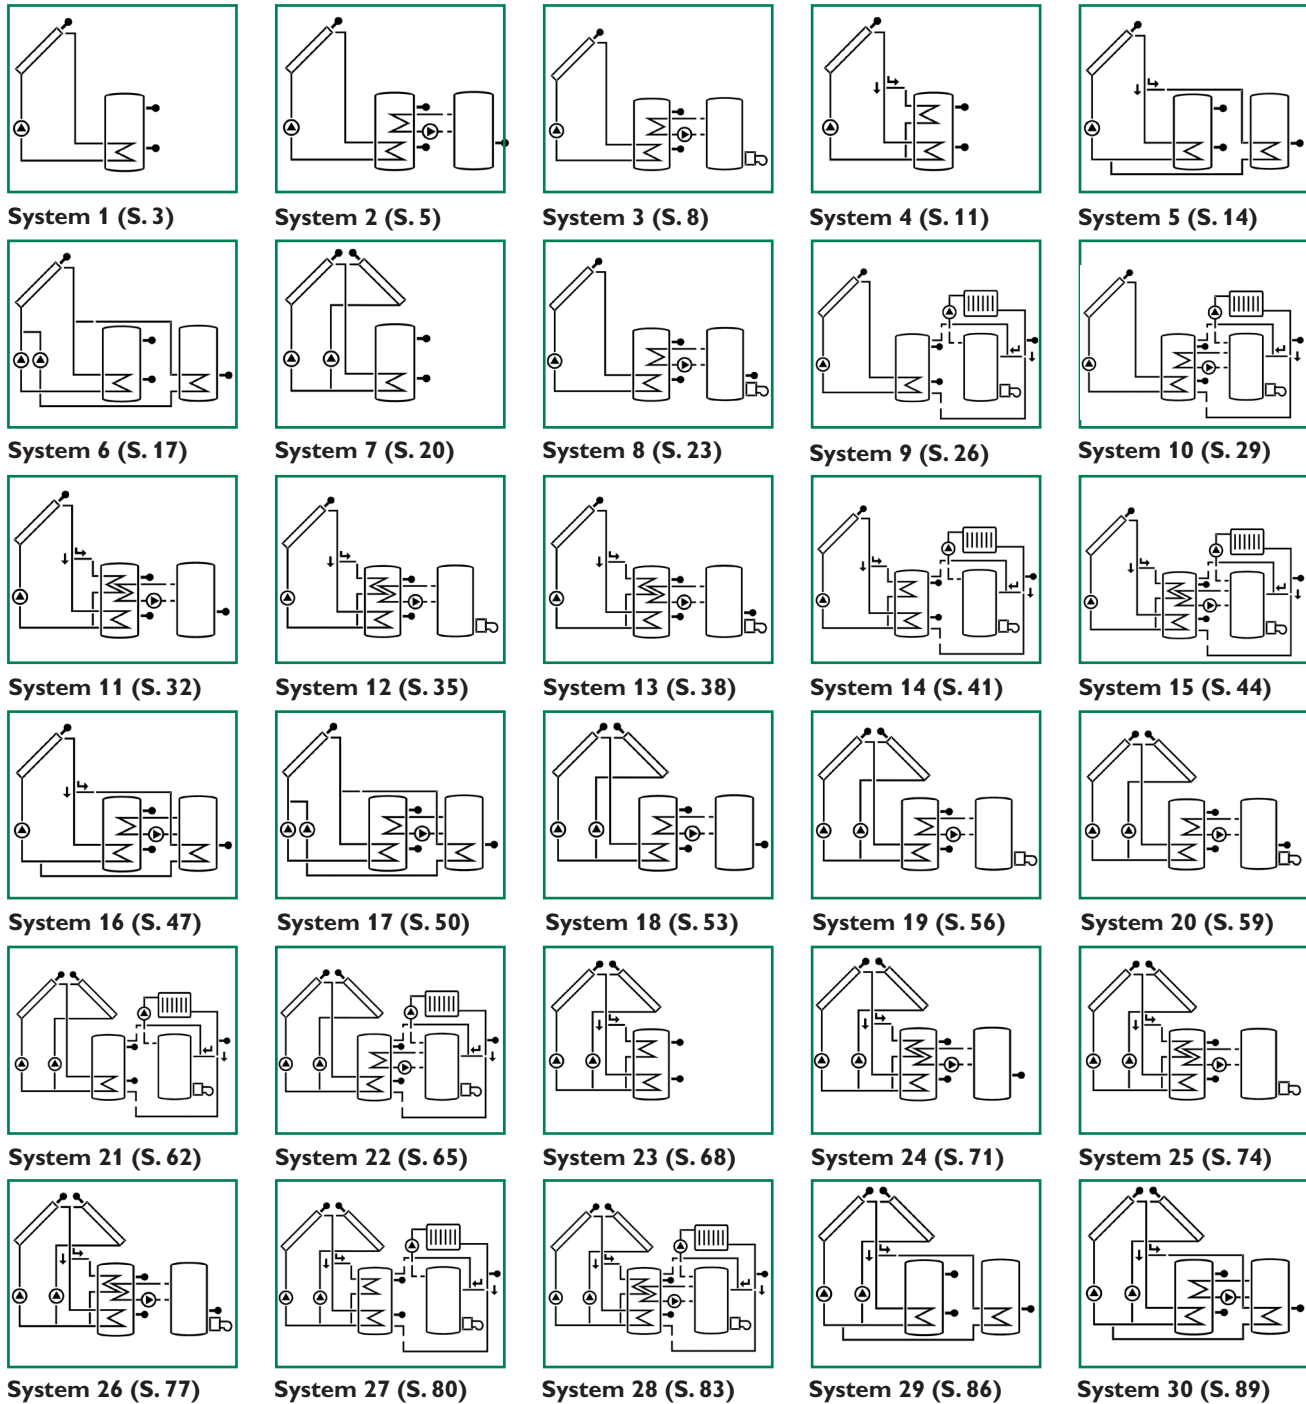 System 1 (S. 3)
System 2 (S. 5)
System 3 (S. 8)
System 4 (S. 11)
System 5 (S. 14)
System 6 (S. 17)
System 7 (S. 20)
System 8 (S. 23)
System 9 (S. 26)
System 10 (S. 29)
System 11 (S. 32)
System 12 (S. 35)
System 13 (S. 38)
System 14 (S. 41)
System 15 (S. 44)
System 16 (S. 47)
System 17 (S. 50)
System 18 (S. 53)
System 19 (S. 56)
System 20 (S. 59)
System 21 (S. 62)
System 22 (S. 65)
System 23 (S. 68)
System 24 (S. 71)
System 25 (S. 74)
System 26 (S. 77)
System 27 (S. 80)
System 28 (S. 83)
System 29 (S. 86)
System 30 (S. 89)